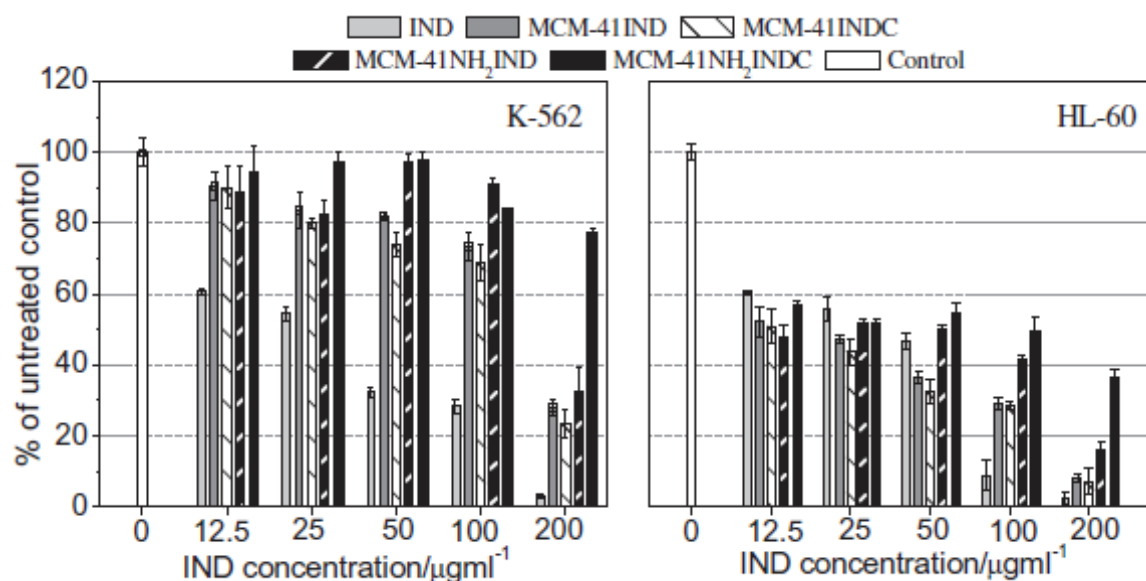 IND MCM-41IND MCM-41INDC
MCM-41NH₂IND MCM-41NH₂INDC Control
% of untreated control
120
100
80
60
40
20
0
K-562
0 12.5 25 50 100 200
IND concentration/μgml⁻¹
HL-60
0 12.5 25 50 100 200
IND concentration/μgml⁻¹